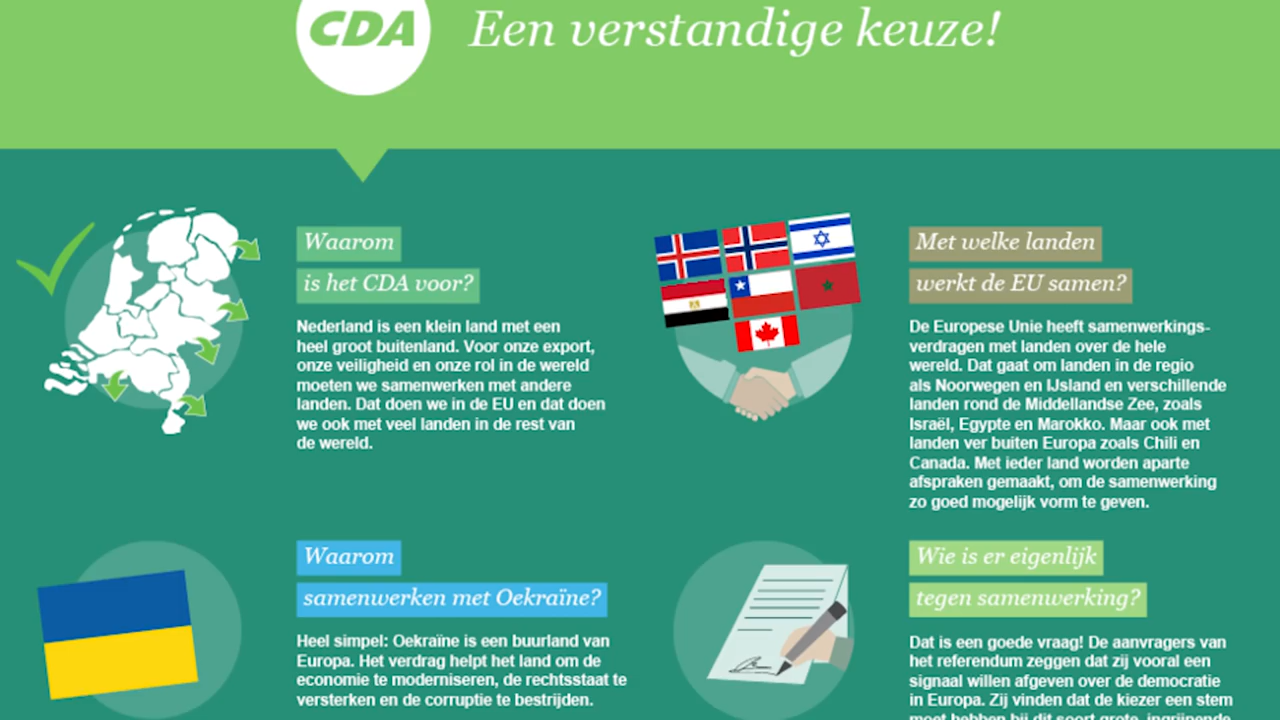 CDA
Een verstandige keuze!
Waarom
is het CDA voor?
Nederland is een klein land met een
heel groot buitenland. Voor onze export,
onze veiligheid en onze rol in de wereld
moeten we samenwerken met andere
landen. Dat doen we in de EU en dat doen
we ook met veel landen in de rest van
de wereld.
Met welke landen
werkt de EU samen?
De Europese Unie heeft samenwerkings-
verdragen met landen over de hele
wereld. Dat gaat om landen in de regio
als Noorwegen en IJsland en verschillende
landen rond de Middellandse Zee, zoals
Israël, Egypte en Marokko. Maar ook met
landen ver buiten Europa zoals Chili en
Canada. Met ieder land worden aparte
afspraken gemaakt, om de samenwerking
zo goed mogelijk vorm te geven.
Waarom
samenwerken met Oekraïne?
Heel simpel: Oekraïne is een buurland van
Europa. Het verdrag helpt het land om de
economie te moderniseren, de rechtsstaat te
versterken en de corruptie te bestrijden.
Wie is er eigenlijk
tegen samenwerking?
Dat is een goede vraag! De aanvragers van
het referendum zeggen dat zij vooral een
signaal willen afgeven over de democratie
in Europa. Zij vinden dat de kiezer een stem
moet hebben bij dit soort grote, ingrijpende